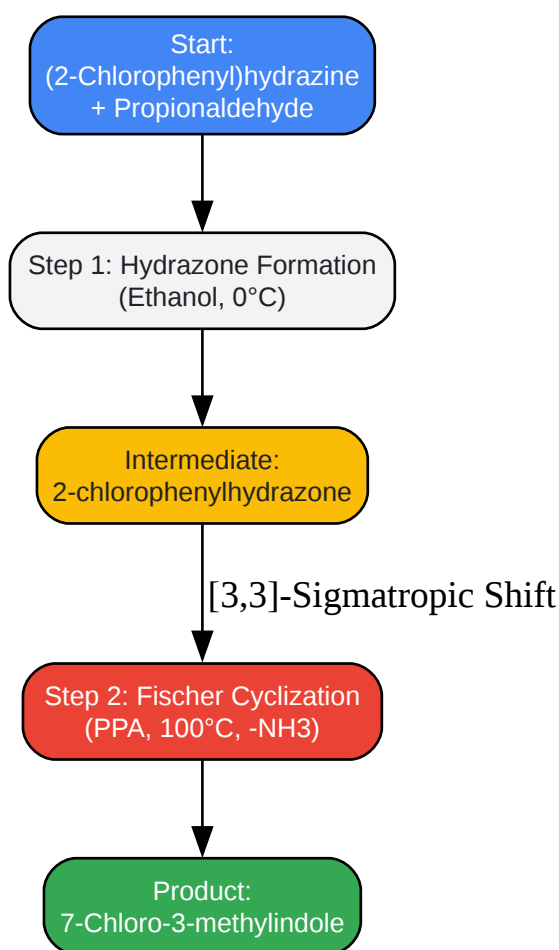 Start:
(2-Chlorophenyl)hydrazine
+ Propionaldehyde
Step 1: Hydrazone Formation
(Ethanol, 0°C)
Intermediate:
2-chlorophenylhydrazone
[3,3]-Sigmatropic Shift
Step 2: Fischer Cyclization
(PPA, 100°C, -NH3)
Product:
7-Chloro-3-methylindole